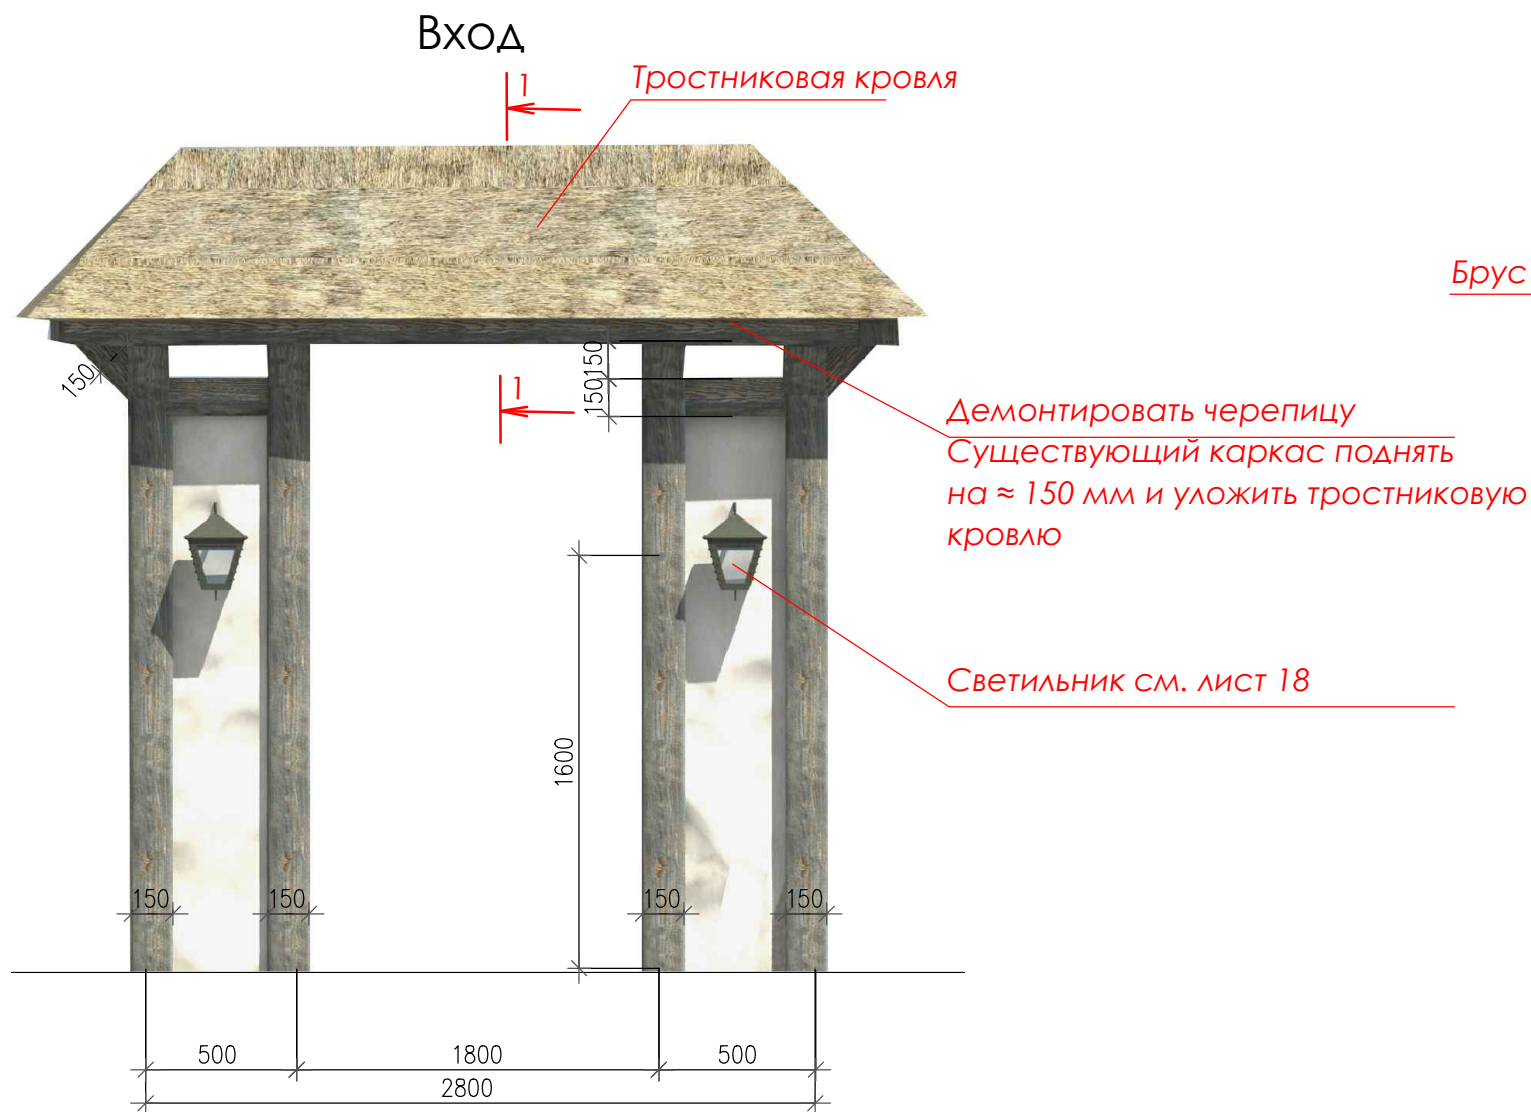 Вход
1
Тростниковая кровля
Брус
150
150
150
1
Демонтировать черепицу
Существующий каркас поднять
на ≈ 150 мм и уложить тростниковую
кровлю
Светильник см. лист 18
1600
150
150
150
150
500
1800
500
2800